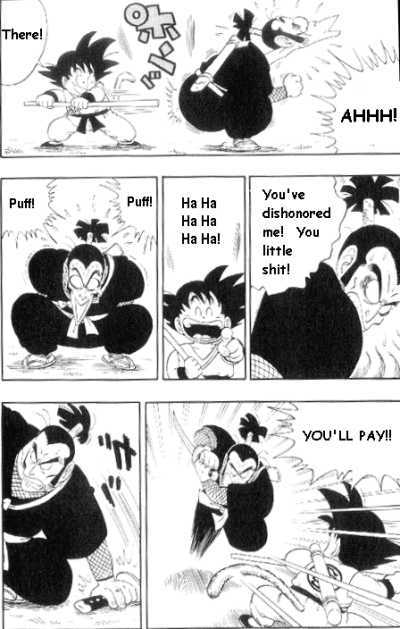 There!
AHHH!
Puff!
Puff!
Ha Ha
Ha Ha
Ha Ha!
You've
dishonored
me! You
little
shit!
YOU'LL PAY!!